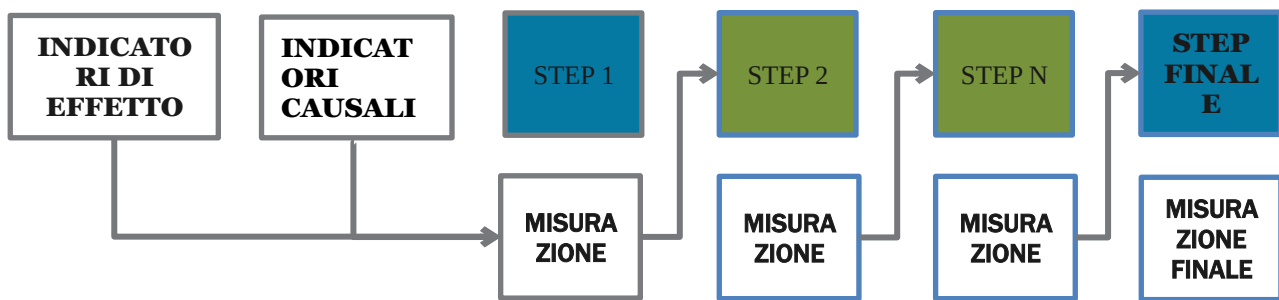 INDICATO
RI DI
EFFETTO
INDICAT
ORI
CAUSALI
STEP 1
STEP 2
STEP N
STEP
FINAL
E
MISURA
ZIONE
MISURA
ZIONE
MISURA
ZIONE
MISURA
ZIONE
FINALE